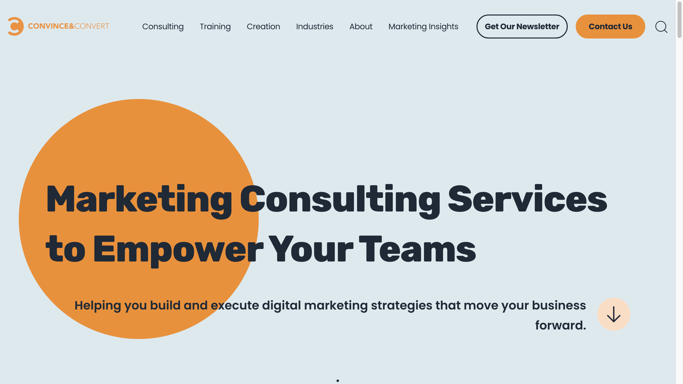 CONVINCE&CONVERT
Consulting
Training
Creation
Industries
About
Marketing Insights
Get Our Newsletter
Contact Us
Marketing Consulting Services
to Empower Your Teams
Helping you build and execute digital marketing strategies that move your business
forward.